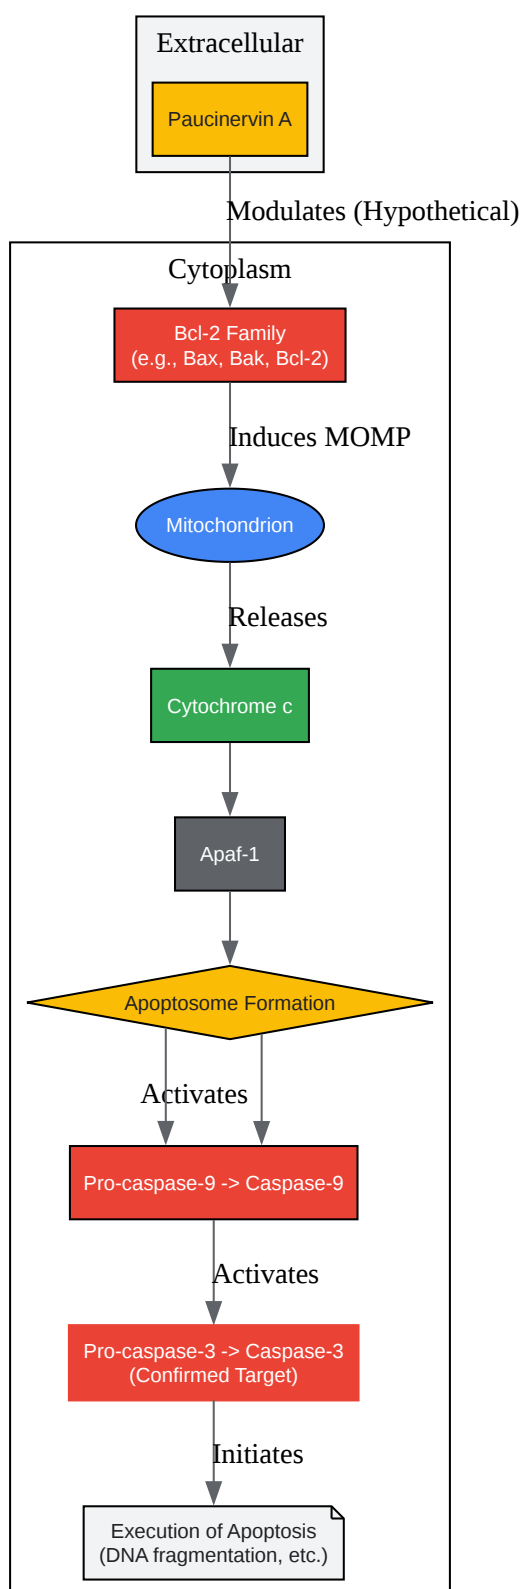 Extracellular
Paucinervin A
Modulates (Hypothetical)
Cytoplasm
Bcl-2 Family
(e.g., Bax, Bak, Bcl-2)
Induces MOMP
Mitochondrion
Releases
Cytochrome c
Apaf-1
Apoptosome Formation
Activates
Pro-caspase-9 -> Caspase-9
Activates
Pro-caspase-3 -> Caspase-3
(Confirmed Target)
Initiates
Execution of Apoptosis
(DNA fragmentation, etc.)